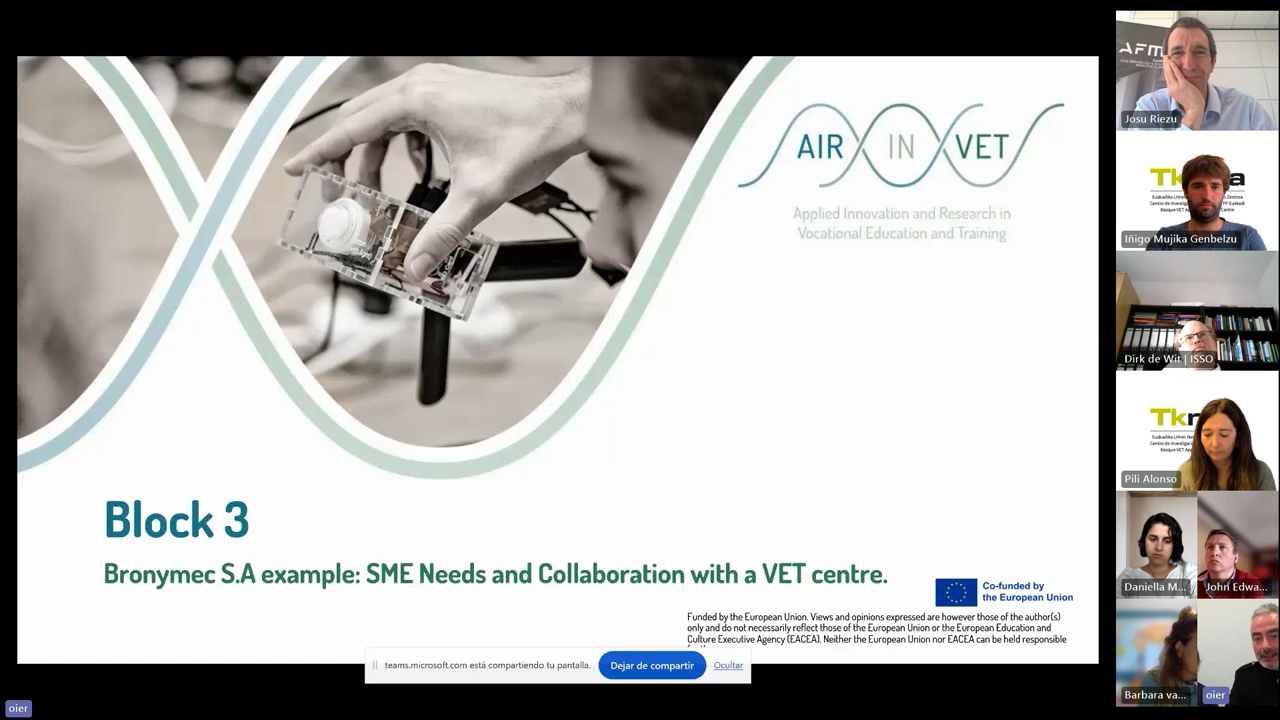 AIR IN VET
Applied Innovation and Research in
Vocational Education and Training
Block 3
Bronymec S.A example: SME Needs and Collaboration with a VET centre.
Co-funded by
the European Union
Funded by the European Union. Views and opinions expressed are however those of the author(s)
only and do not necessarily reflect those of the European Union or the European Education and
Culture Executive Agency (EACEA). Neither the European Union nor EACEA can be held responsible
teams.microsoft.com está compartiendo tu pantalla.
Dejar de compartir
Ocultar
oier
AFM
Josu Riezu
Iñigo Mujika Genbelzu
Dirk de Wit | ISSO
Pili Alonso
Daniella M...
John Edwa...
Barbara va...
oier